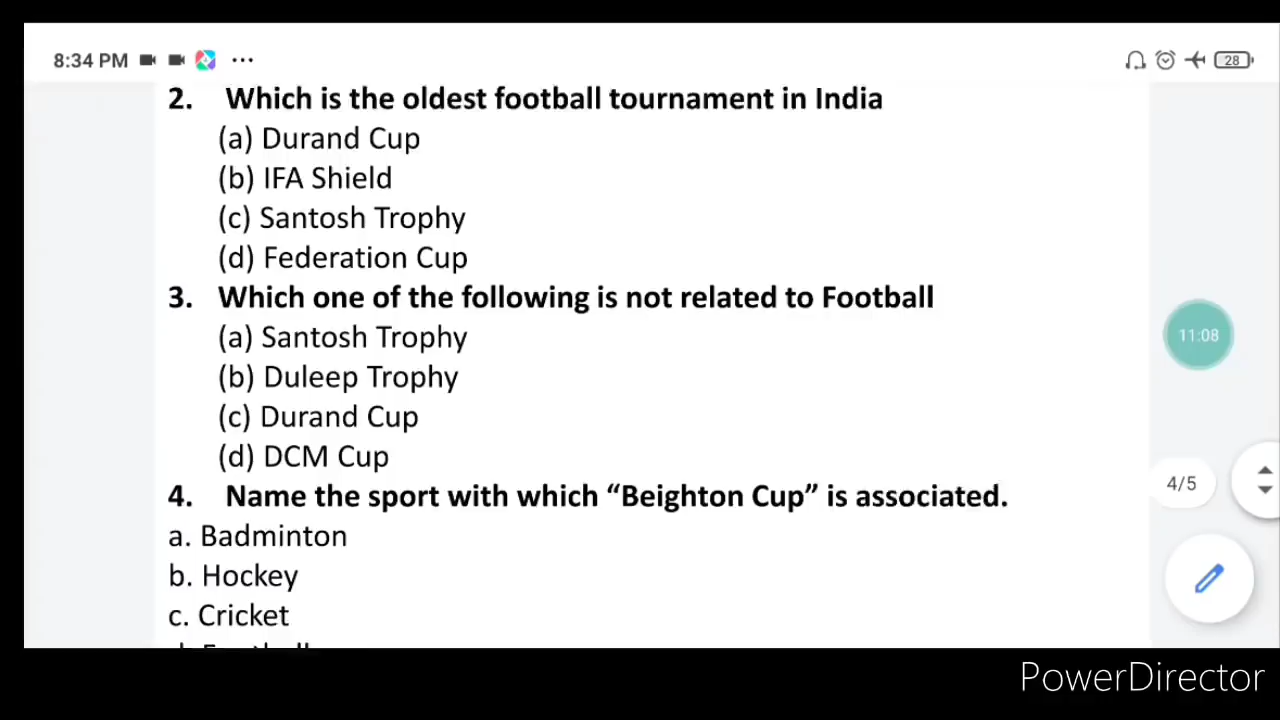 8:34 PM ...
28
2. Which is the oldest football tournament in India
(a) Durand Cup
(b) IFA Shield
(c) Santosh Trophy
(d) Federation Cup
3. Which one of the following is not related to Football
(a) Santosh Trophy
(b) Duleep Trophy
(c) Durand Cup
(d) DCM Cup
4. Name the sport with which “Beighton Cup” is associated.
a. Badminton
b. Hockey
c. Cricket
11:08
4/5
PowerDirector